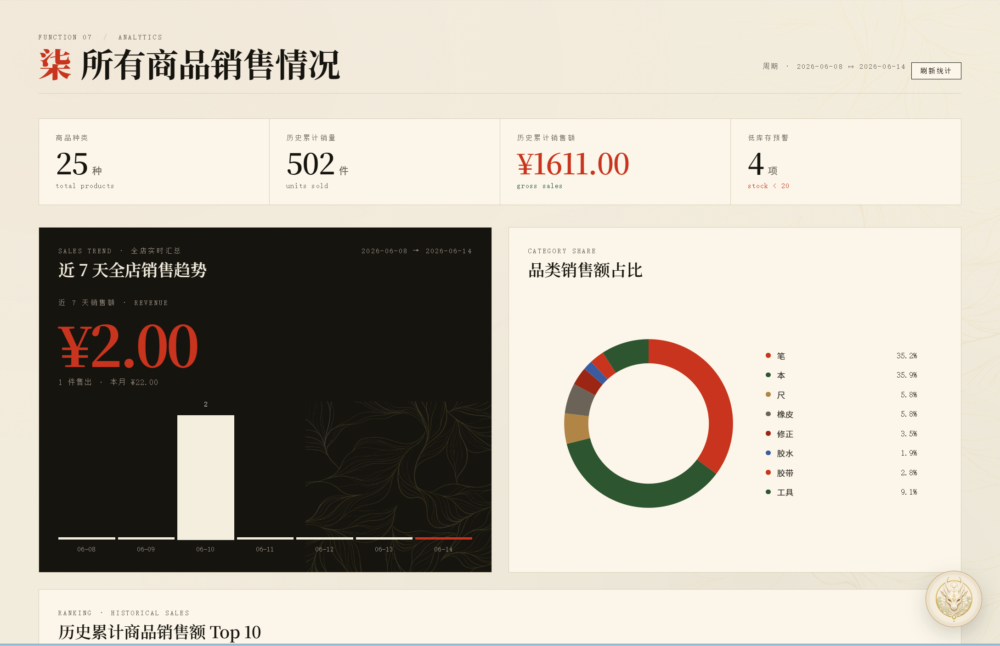 FUNCTION 07 / ANALYTICS
柒 所有商品销售情况
周期 · 2026-06-08 ↦ 2026-06-14
刷新统计
商品种类
25 种
total products
历史累计销量
502 件
units sold
历史累计销售额
¥1611.00
gross sales
低库存预警
4 项
stock < 20
SALES TREND · 全店实时汇总
2026-06-08 → 2026-06-14
近 7 天全店销售趋势
近 7 天销售额 · REVENUE
¥2.00
1 件售出 · 本月 ¥22.00
2
06-08 06-09 06-10 06-11 06-12 06-13 06-14
CATEGORY SHARE
品类销售额占比
笔 35.2%
本 35.9%
尺 5.8%
橡皮 5.8%
修正 3.5%
胶水 1.9%
胶带 2.8%
工具 9.1%
RANKING · HISTORICAL SALES
历史累计商品销售额 Top 10